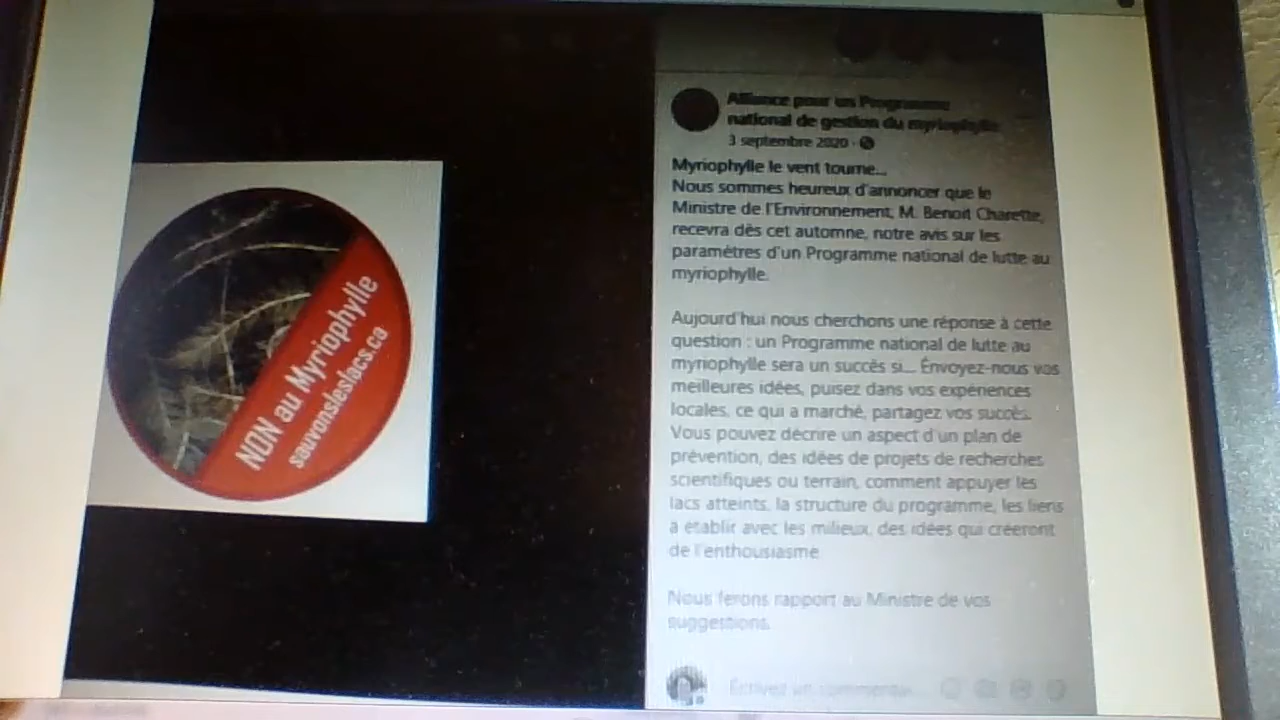 NON au Myriophylle
sauvonsleslacs.ca
Alliance pour un Programme
national de gestion du myriophylle
3 septembre 2020 ·
Myriophylle le vent tourne...
Nous sommes heureux d'annoncer que le
Ministre de l'Environnement, M. Benoit Charette,
recevra dès cet automne, notre avis sur les
paramètres d'un Programme national de lutte au
myriophylle.
Aujourd'hui nous cherchons une réponse à cette
question : un Programme national de lutte au
myriophylle sera un succès si... Envoyez-nous vos
meilleures idées, puisez dans vos expériences
locales, ce qui a marché, partagez vos succès.
Vous pouvez décrire un aspect d'un plan de
prévention, des idées de projets de recherches
scientifiques ou terrain, comment appuyer les
lacs atteints, la structure du programme, les liens
à établir avec les milieux, des idées qui créeront
de l'enthousiasme
Nous ferons rapport au Ministre de vos
suggestions.
Écrivez un commentai...